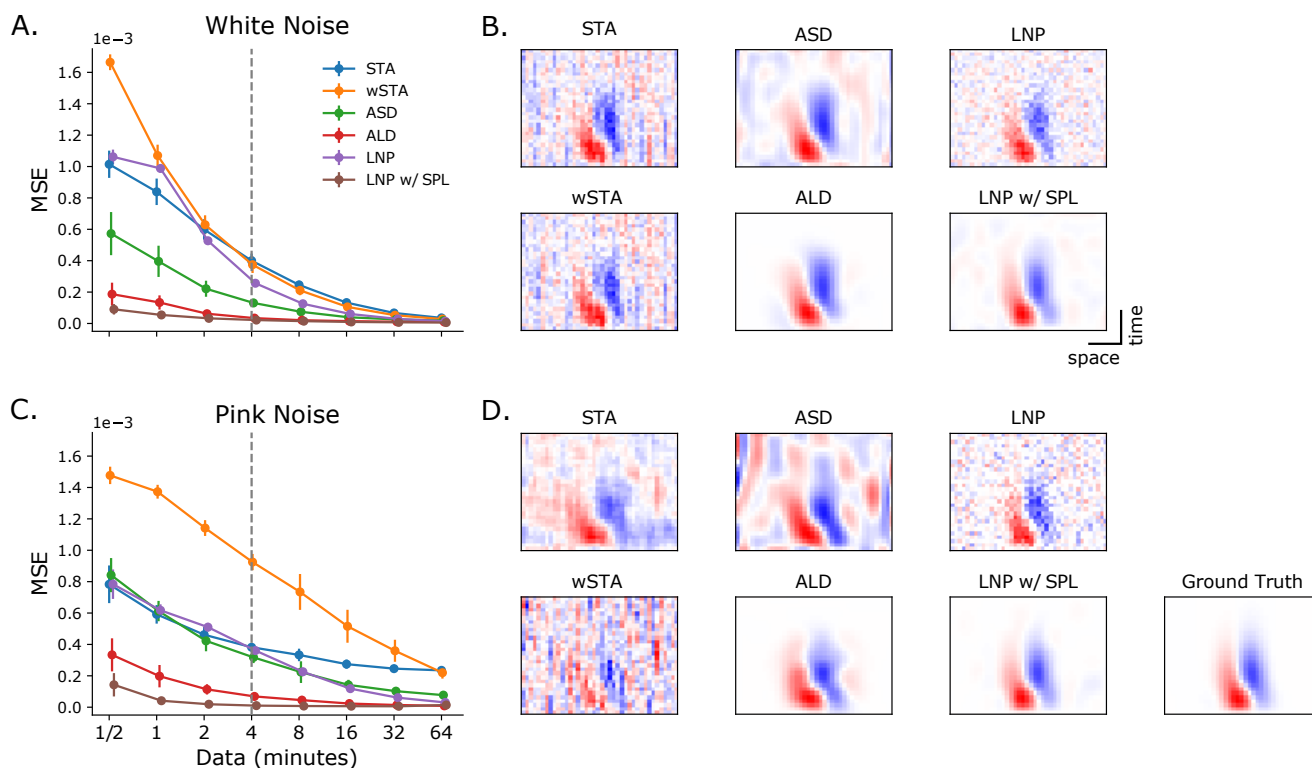 A.
White Noise
1e−3
MSE
1.6
1.4
1.2
1.0
0.8
0.6
0.4
0.2
0.0
STA
wSTA
ASD
ALD
LNP
LNP w/ SPL
B.
STA
ASD
LNP
wSTA
ALD
LNP w/ SPL
time
space
C.
Pink Noise
1e−3
MSE
1.6
1.4
1.2
1.0
0.8
0.6
0.4
0.2
0.0
1/2 1 2 4 8 16 32 64
Data (minutes)
D.
STA
ASD
LNP
wSTA
ALD
LNP w/ SPL
Ground Truth